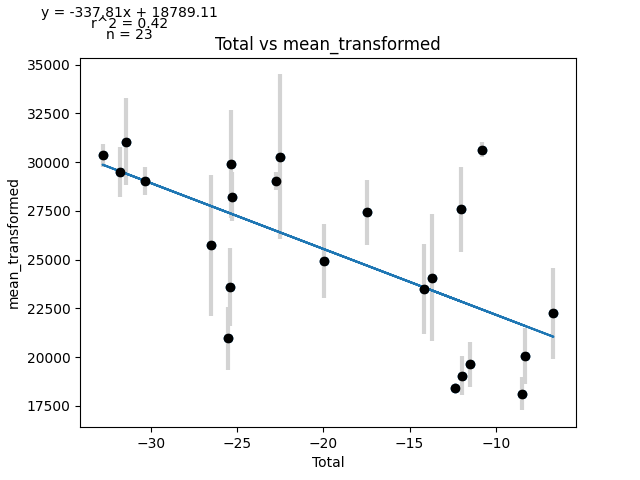 y = -337.81x + 18789.11
r^2 = 0.42
n = 23
Total vs mean_transformed
35000
32500
30000
27500
25000
22500
20000
17500
mean_transformed
−30
−25
−20
−15
−10
Total